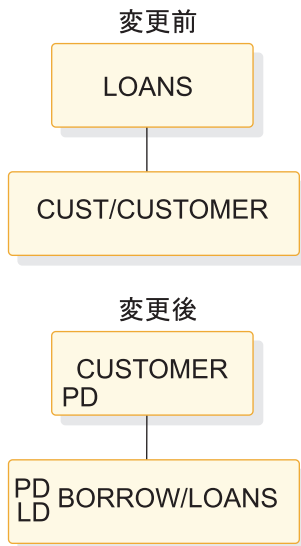 変更前
LOANS
CUST/CUSTOMER
変更後
CUSTOMER
PD
PD
LD
BORROW/LOANS